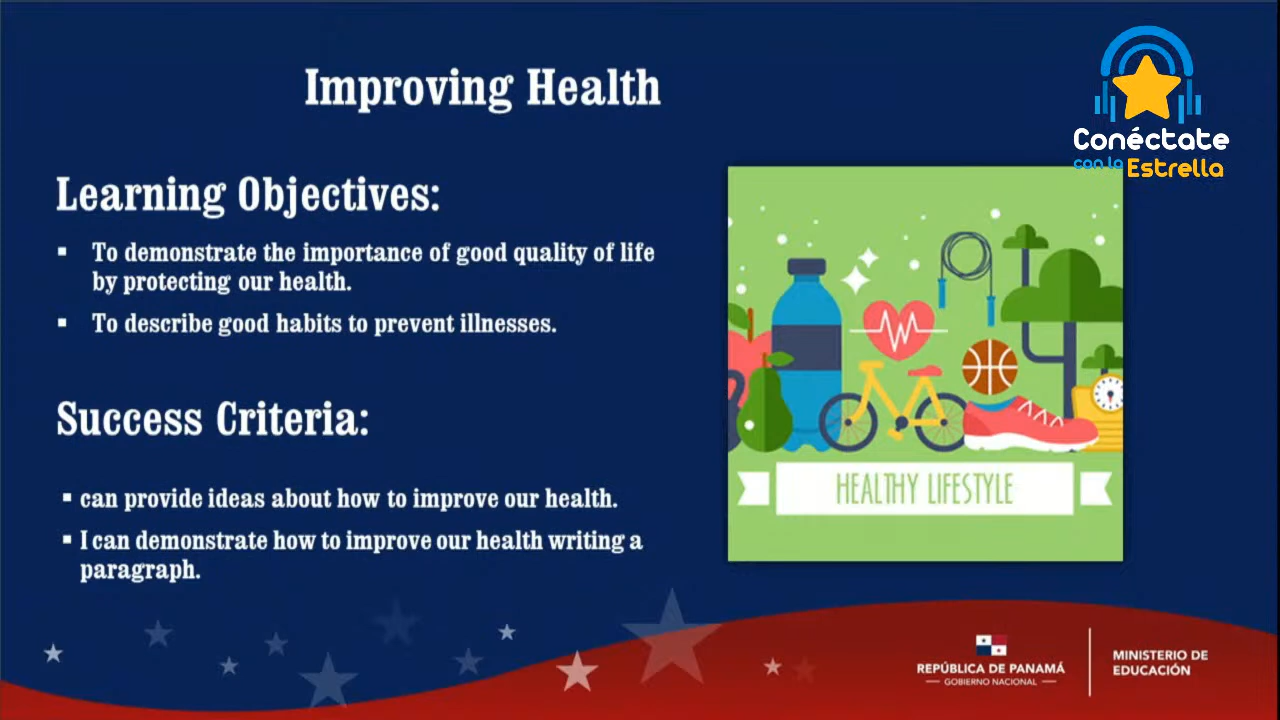 Improving Health
Conéctate
con la Estrella
Learning Objectives:
▪ To demonstrate the importance of good quality of life
by protecting our health.
▪ To describe good habits to prevent illnesses.
Success Criteria:
▪ can provide ideas about how to improve our health.
▪ I can demonstrate how to improve our health writing a
paragraph.
HEALTHY LIFESTYLE
REPÚBLICA DE PANAMÁ
— GOBIERNO NACIONAL —
MINISTERIO DE
EDUCACIÓN